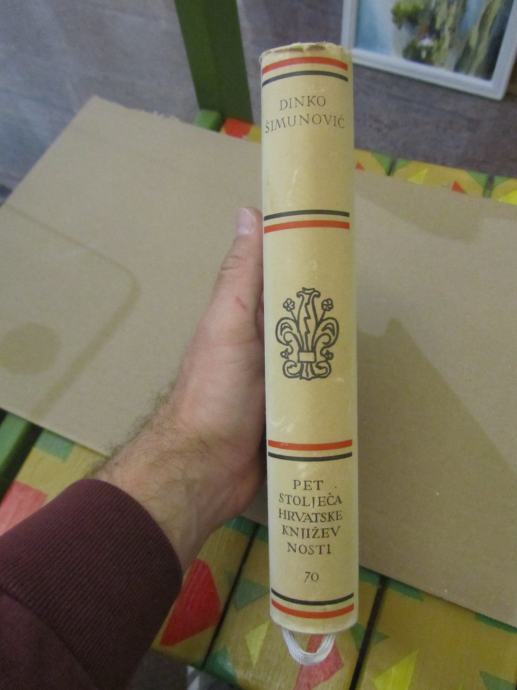 DINKO
ŠIMUNOVIĆ
PET
STOLJEĆA
HRVATSKE
KNJIŽEV
NOSTI
70